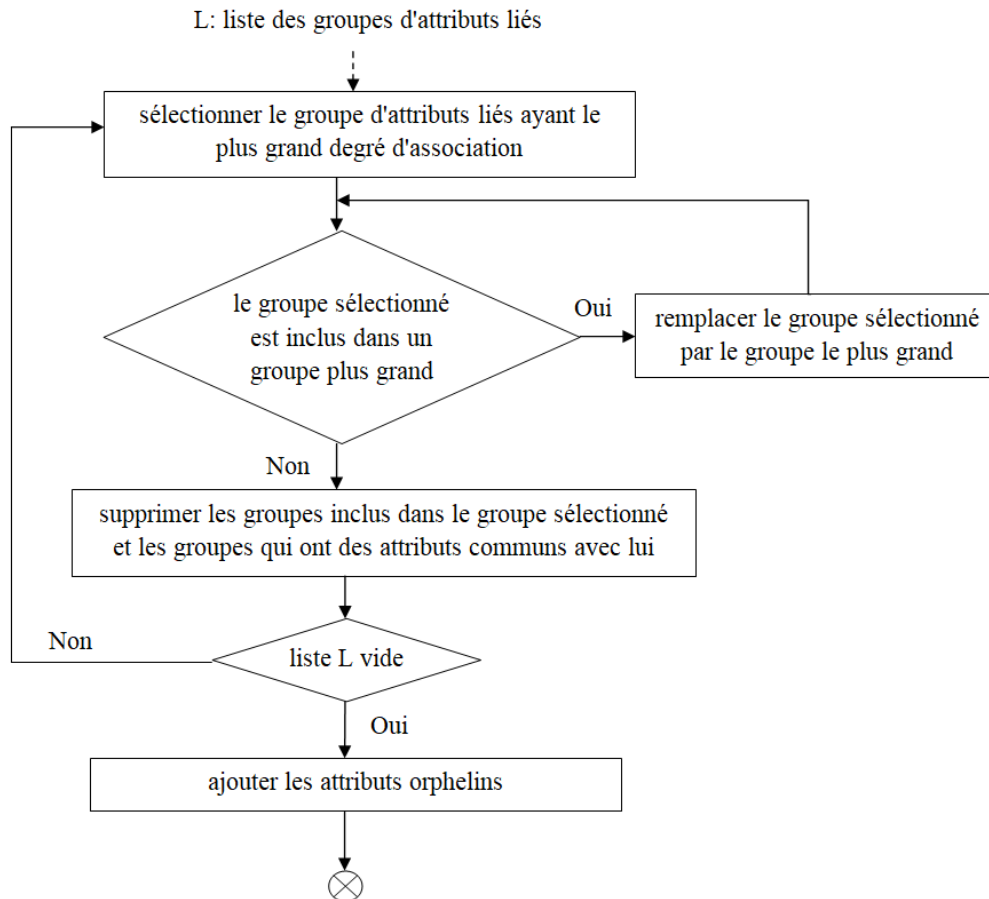 L: liste des groupes d'attributs liés
sélectionner le groupe d'attributs liés ayant le
plus grand degré d'association
le groupe sélectionné
est inclus dans un
groupe plus grand
Oui
remplacer le groupe sélectionné
par le groupe le plus grand
Non
supprimer les groupes inclus dans le groupe sélectionné
et les groupes qui ont des attributs communs avec lui
Non
liste L vide
Oui
ajouter les attributs orphelins